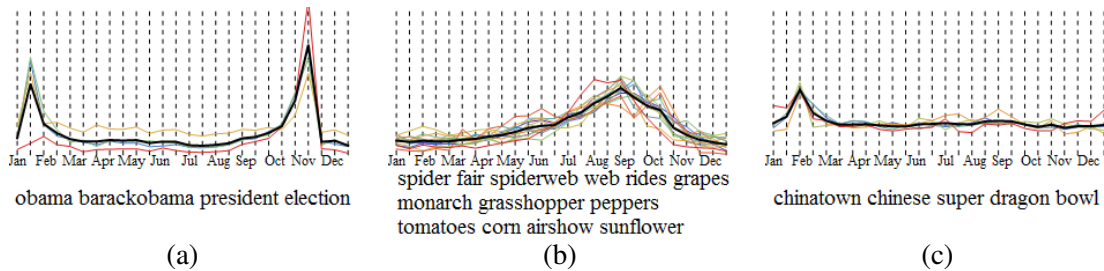 Jan Feb Mar Apr May Jun Jul Aug Sep Oct Nov Dec
obama barackobama president election
(a)
Jan Feb Mar Apr May Jun Jul Aug Sep Oct Nov Dec
spider fair spiderweb web rides grapes
monarch grasshopper peppers
tomatoes corn airshow sunflower
(b)
Jan Feb Mar Apr May Jun Jul Aug Sep Oct Nov Dec
chinatown chinese super dragon bowl
(c)